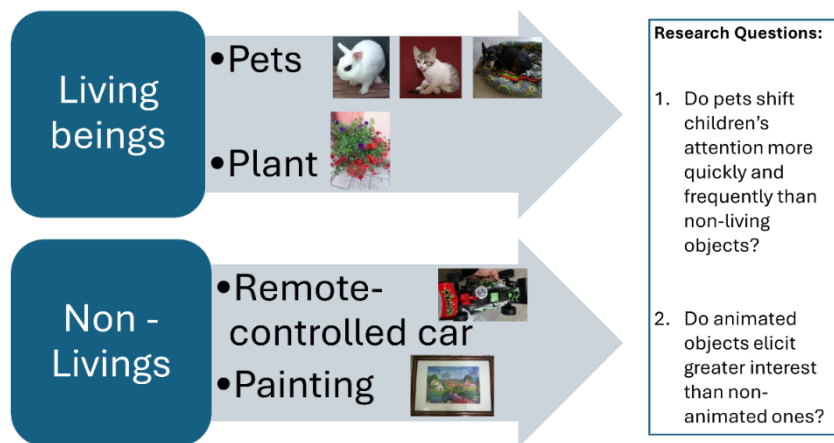 Living
beings
•Pets
•Plant
Non -
Livings
•Remote-
controlled car
•Painting
Research Questions:
1. Do pets shift
children’s
attention more
quickly and
frequently than
non-living
objects?
2. Do animated
objects elicit
greater interest
than non-
animated ones?